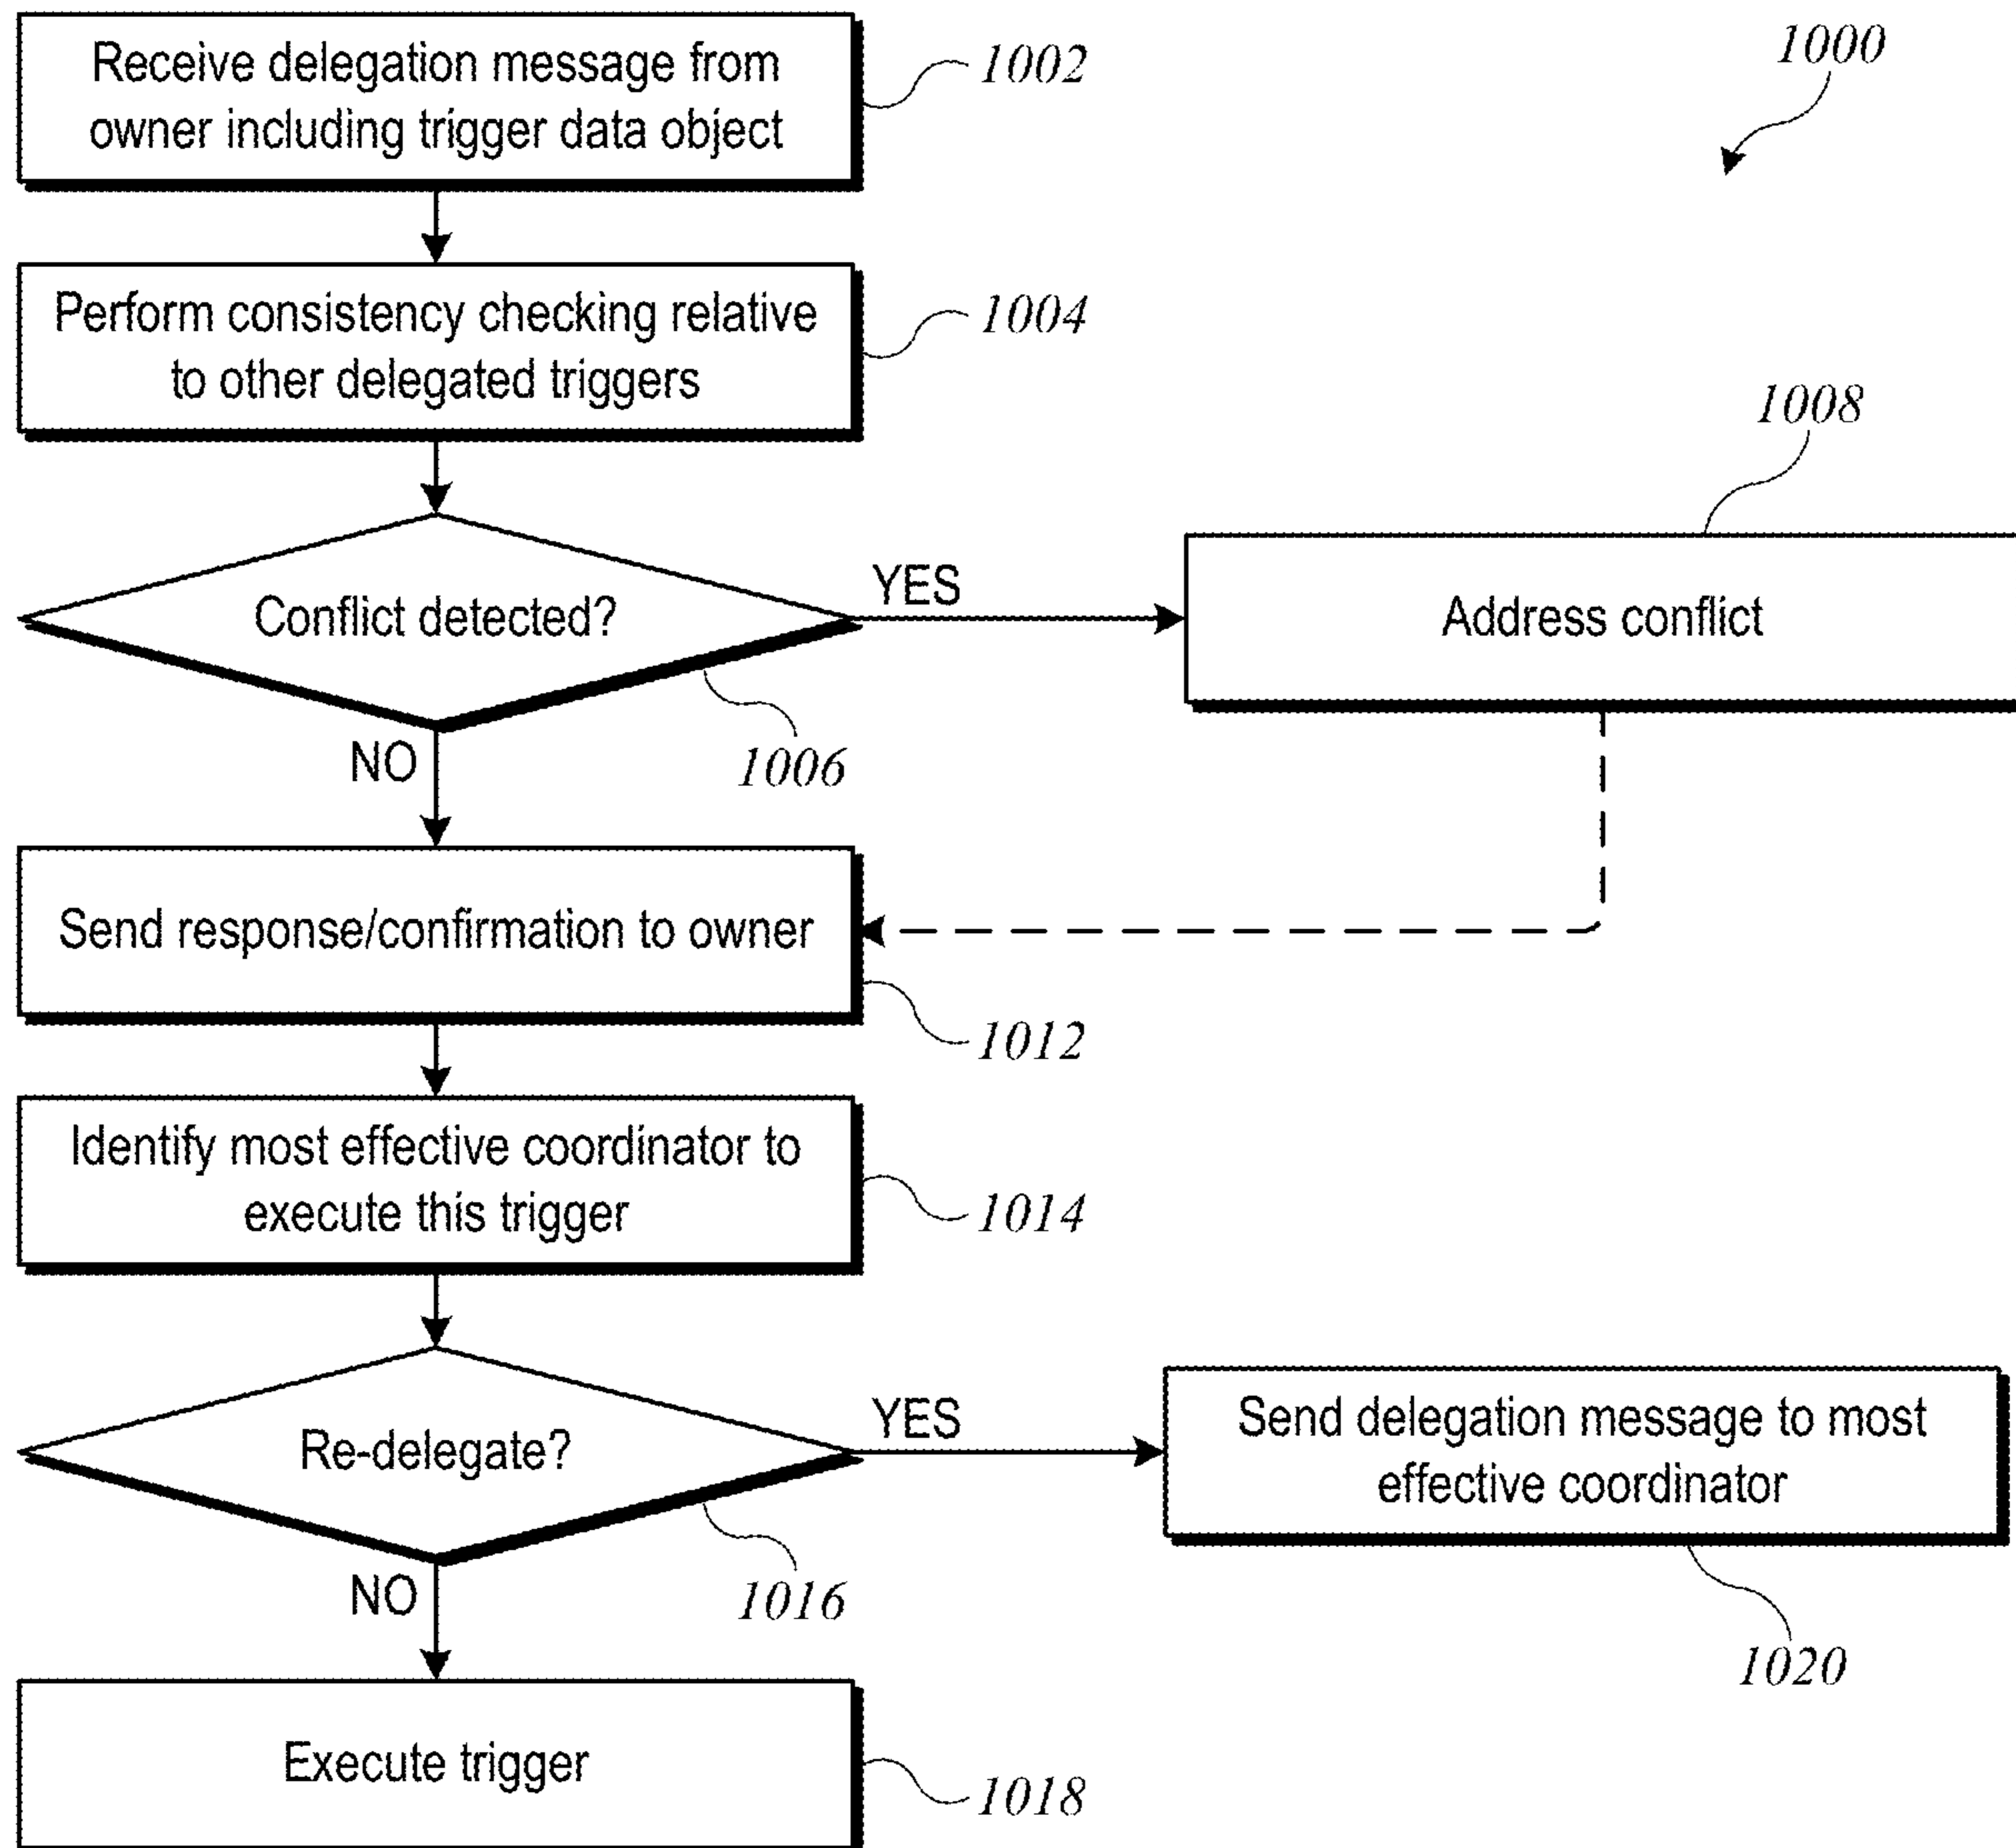 Receive delegation message from
owner including trigger data object
1002
1000
Perform consistency checking relative
to other delegated triggers
1004
1008
Conflict detected?
YES
Address conflict
NO
1006
Send response/confirmation to owner
1012
Identify most effective coordinator to
execute this trigger
1014
Re-delegate?
YES
Send delegation message to most
effective coordinator
NO
1016
1020
Execute trigger
1018